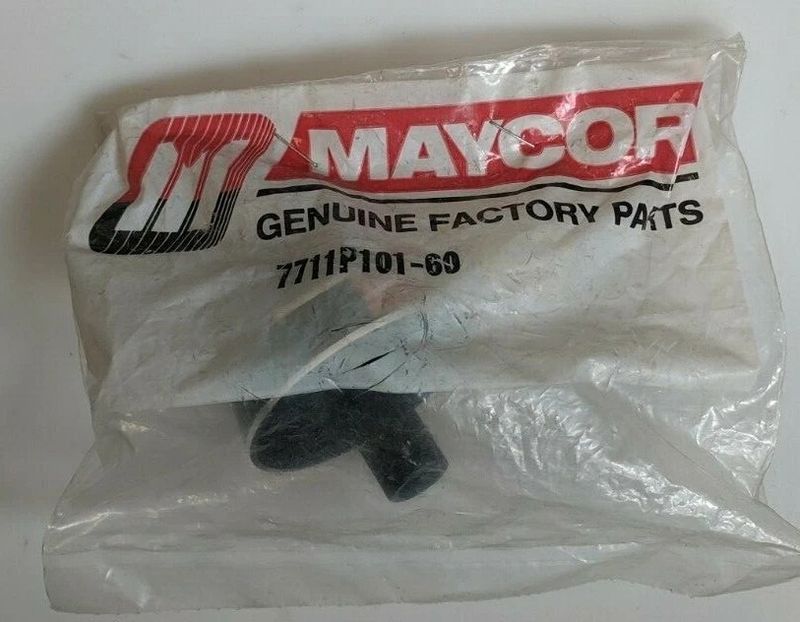 MAYCOR
GENUINE FACTORY PARTS
7711P101-69